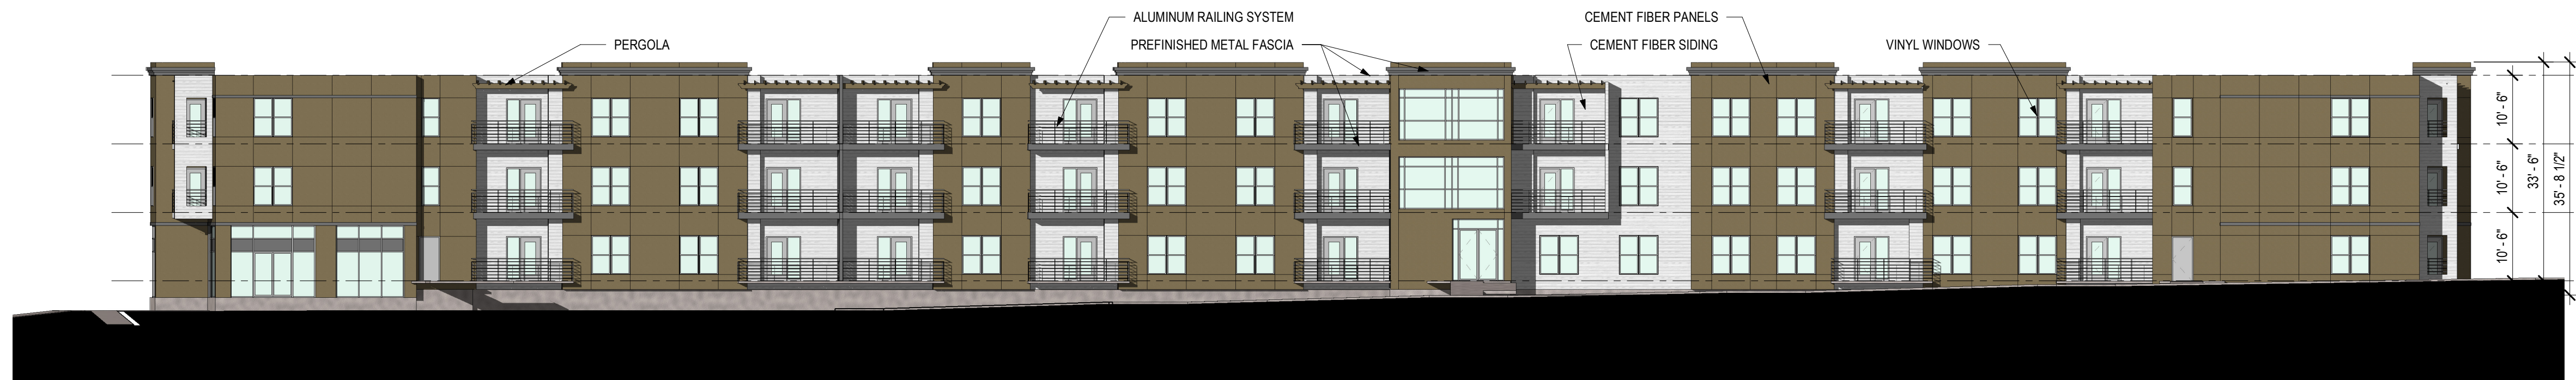 ALUMINUM RAILING SYSTEM
CEMENT FIBER PANELS
PERGOLA
PREFINISHED METAL FASCIA
CEMENT FIBER SIDING
VINYL WINDOWS
10' - 6"
10' - 6"
10' - 6"
33' - 6"
35' - 8 1/2"